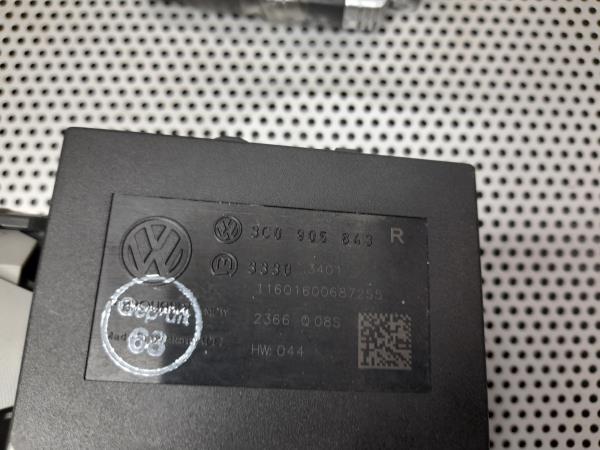 3C0 905 843 R
3330 3401
11601600687255
2366 Q 08S
HW: 044
63